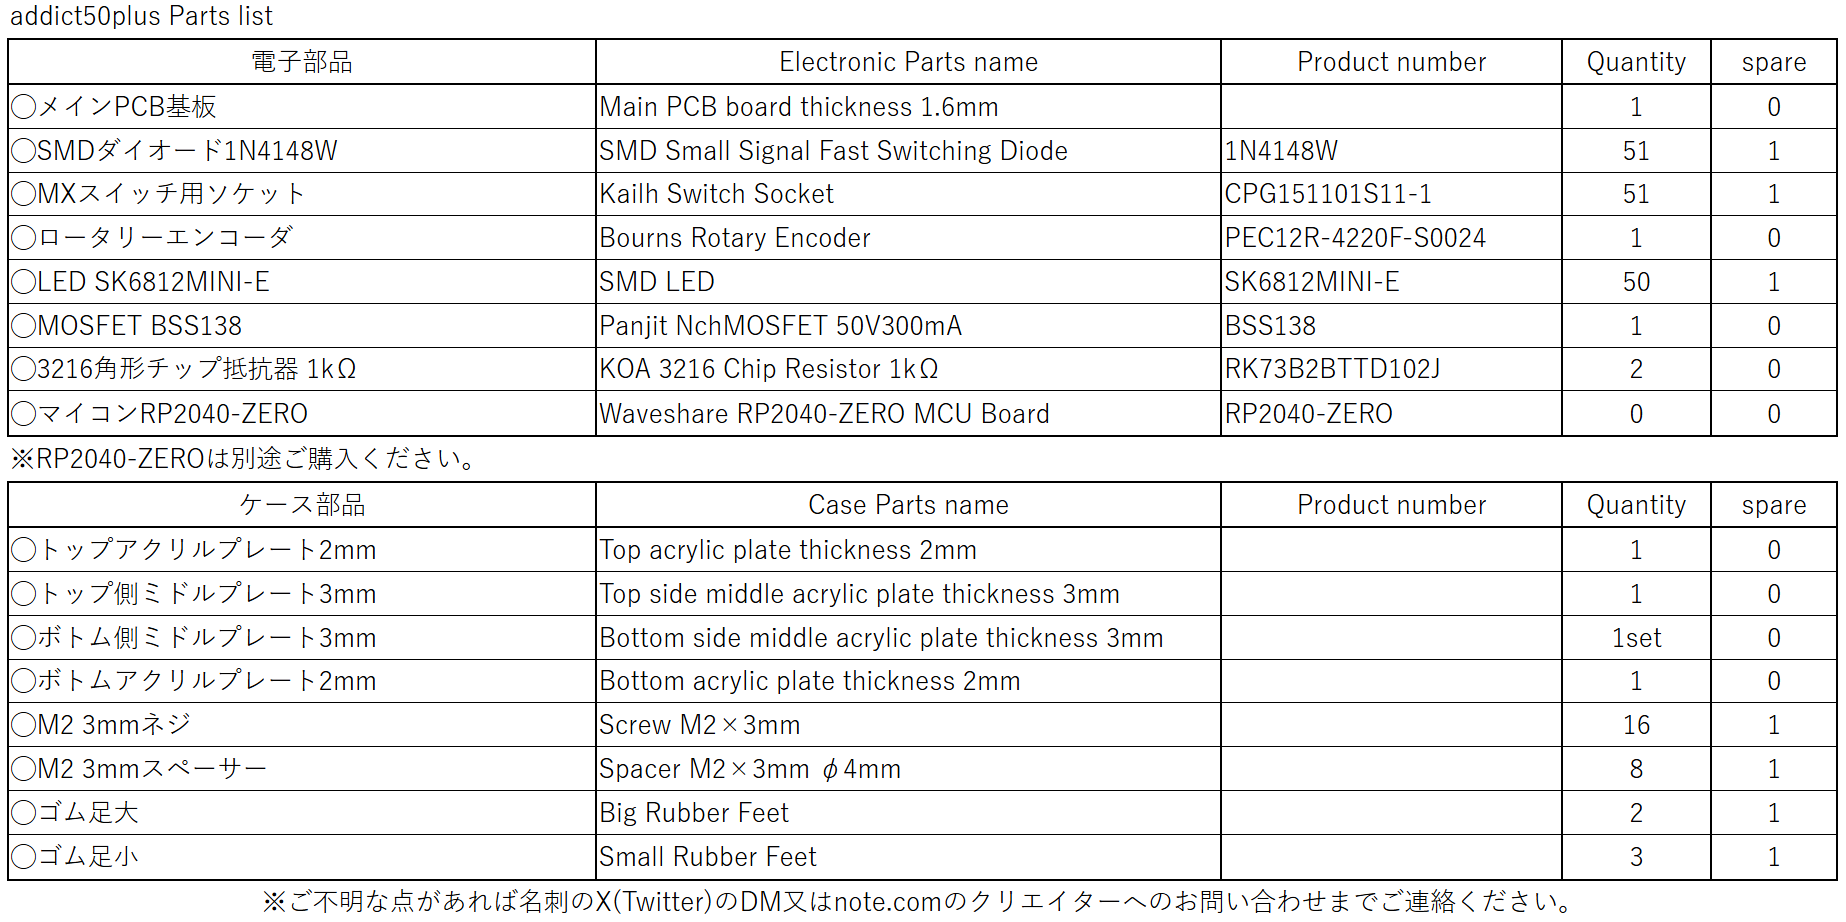 addict50plus Parts list
電子部品 Electronic Parts name Product number Quantity spare
〇メインPCB基板 Main PCB board thickness 1.6mm 1 0
〇SMDダイオード1N4148W SMD Small Signal Fast Switching Diode 1N4148W 51 1
〇MXスイッチ用ソケット Kailh Switch Socket CPG151101S11-1 51 1
〇ロータリーエンコーダ Bourns Rotary Encoder PEC12R-4220F-S0024 1 0
〇LED SK6812MINI-E SMD LED SK6812MINI-E 50 1
〇MOSFET BSS138 Panjit NchMOSFET 50V300mA BSS138 1 0
〇3216角形チップ抵抗器 1kΩ KOA 3216 Chip Resistor 1kΩ RK73B2BTTD102J 2 0
〇マイコンRP2040-ZERO Waveshare RP2040-ZERO MCU Board RP2040-ZERO 0 0
※RP2040-ZEROは別途ご購入ください。
ケース部品 Case Parts name Product number Quantity spare
〇トップアクリルプレート2mm Top acrylic plate thickness 2mm 1 0
〇トップ側ミドルプレート3mm Top side middle acrylic plate thickness 3mm 1 0
〇ボトム側ミドルプレート3mm Bottom side middle acrylic plate thickness 3mm 1set 0
〇ボトムアクリルプレート2mm Bottom acrylic plate thickness 2mm 1 0
〇M2 3mmネジ Screw M2×3mm 16 1
〇M2 3mmスペーサー Spacer M2×3mm φ4mm 8 1
〇ゴム足大 Big Rubber Feet 2 1
〇ゴム足小 Small Rubber Feet 3 1
※ご不明な点があれば名刺のX(Twitter)のDM又はnote.comのクリエイターへのお問い合わせまでご連絡ください。